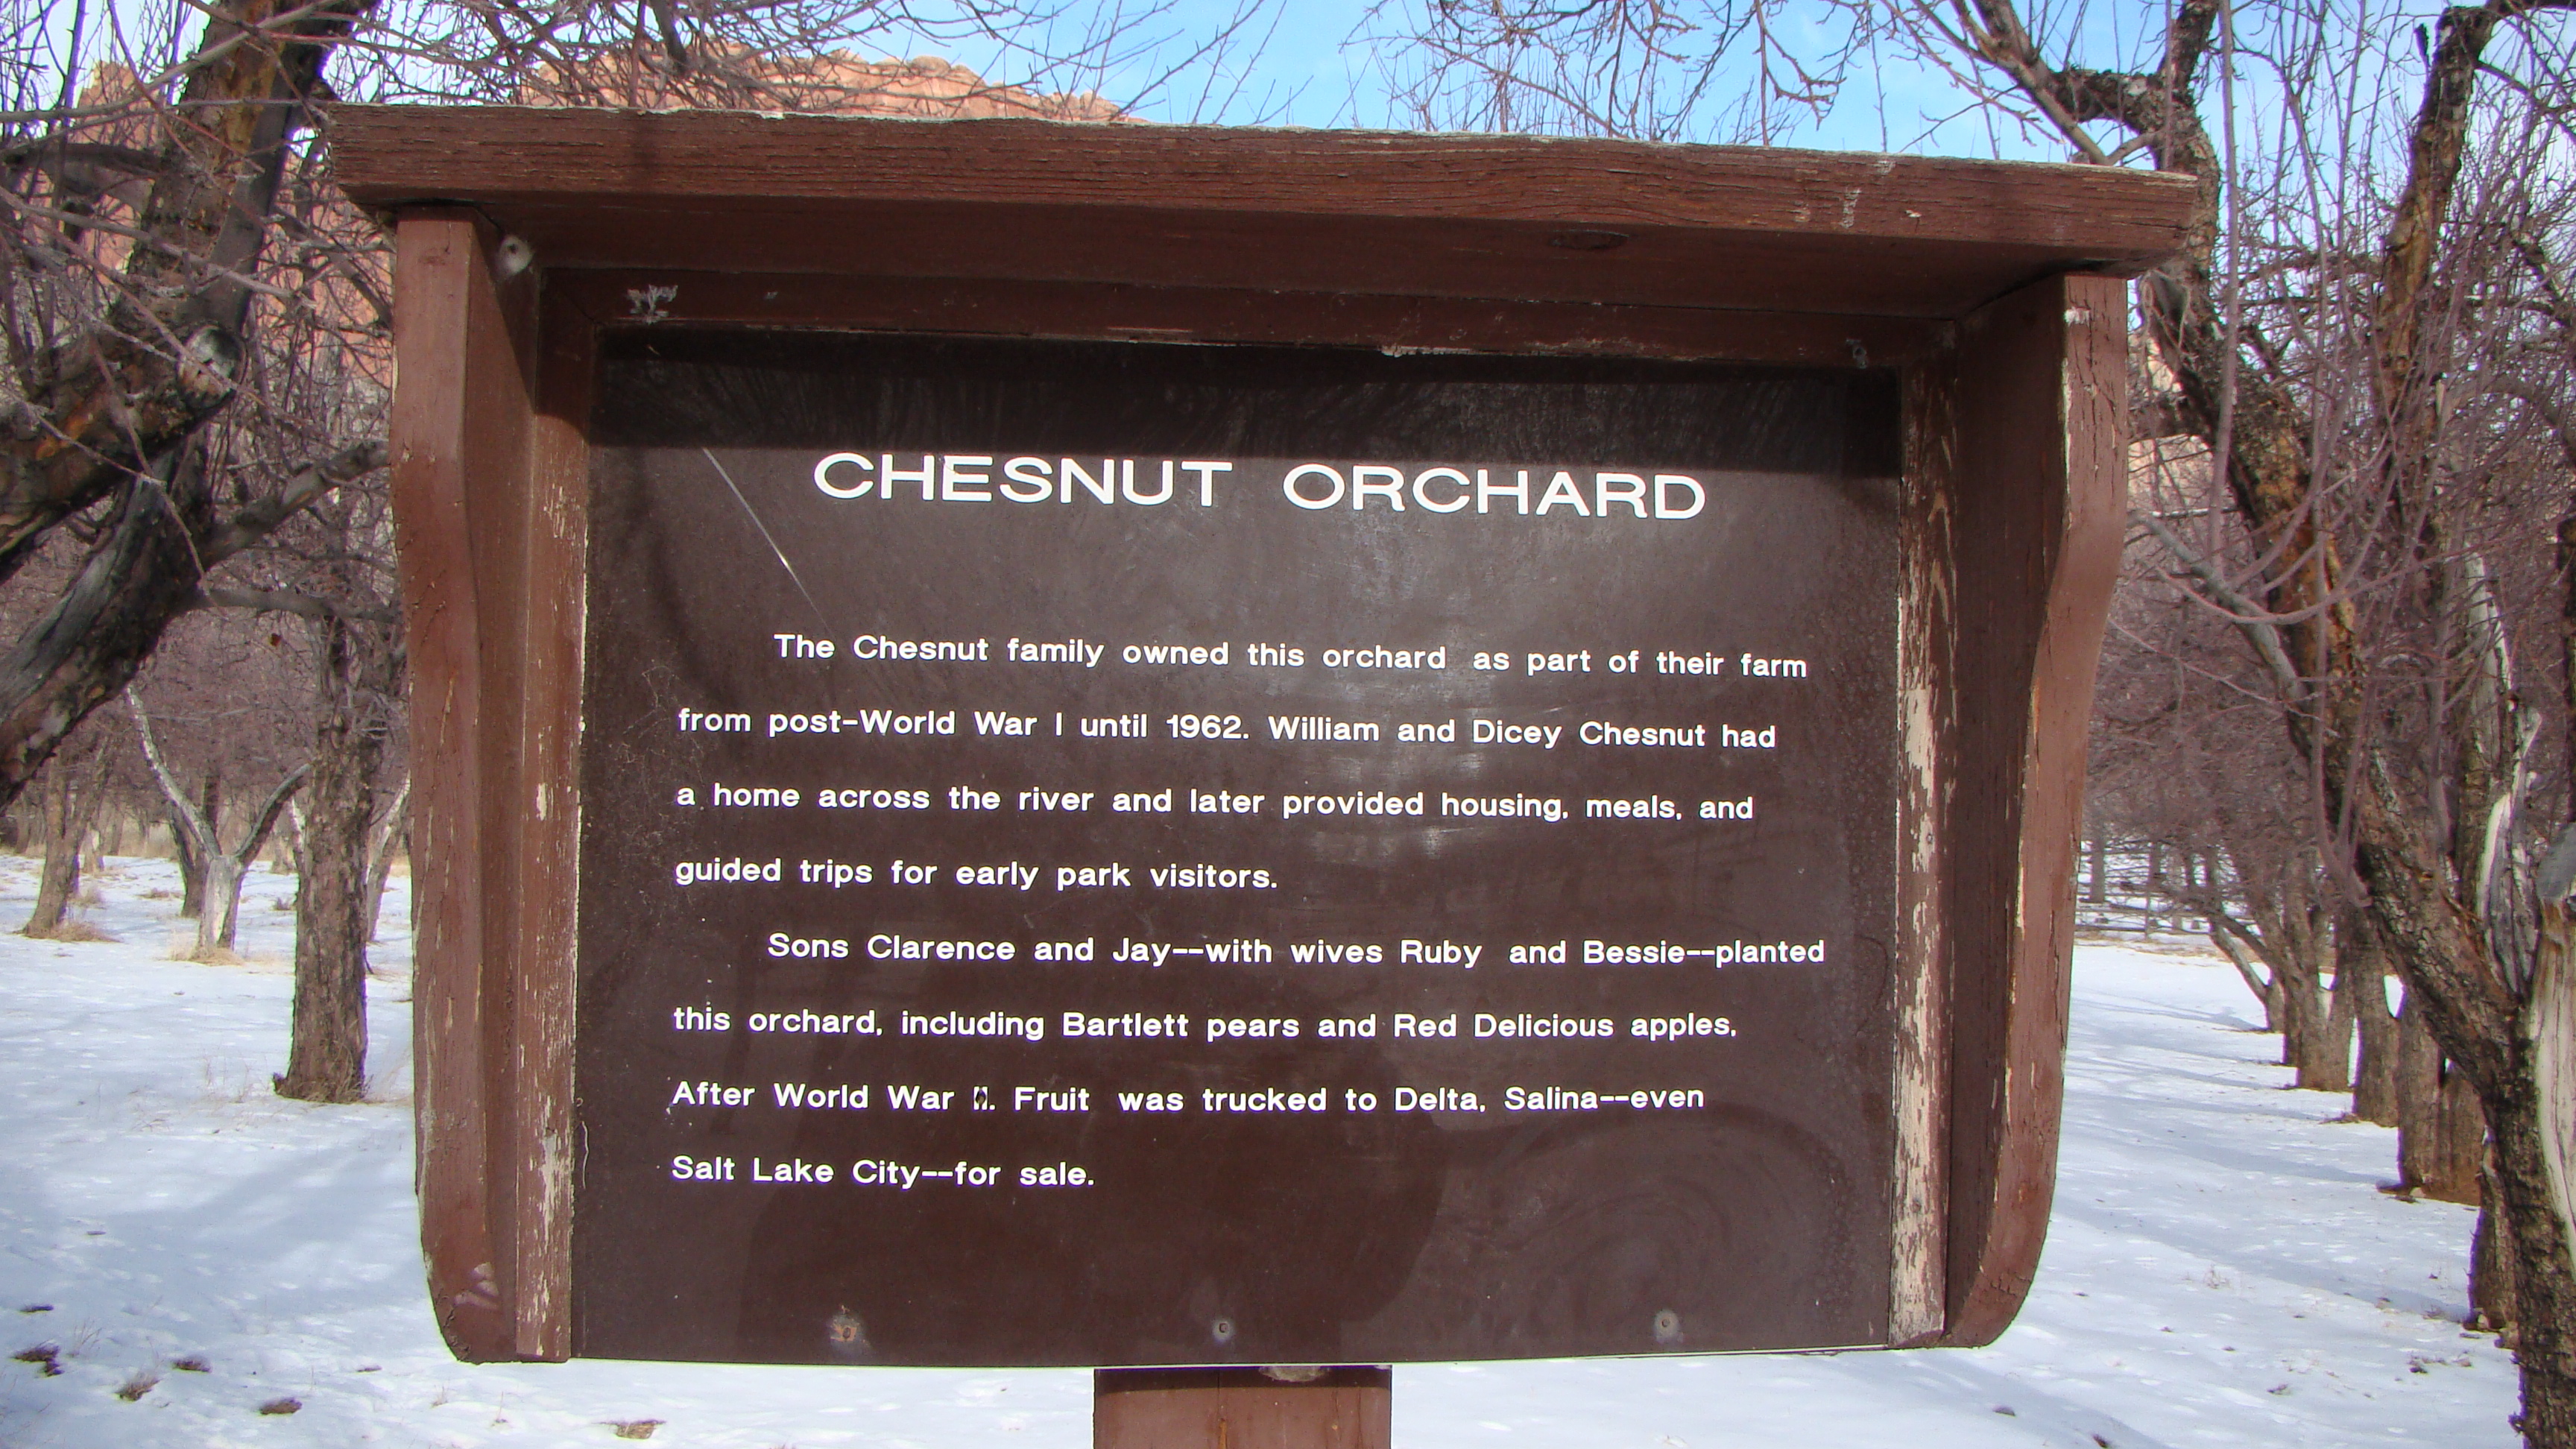 CHESNUT ORCHARD
The Chesnut family owned this orchard as part of their farm
from post-World War I until 1962. William and Dicey Chesnut had
a home across the river and later provided housing, meals, and
guided trips for early park visitors.
Sons Clarence and Jay--with wives Ruby and Bessie--planted
this orchard, including Bartlett pears and Red Delicious apples,
After World War II. Fruit was trucked to Delta, Salina--even
Salt Lake City--for sale.